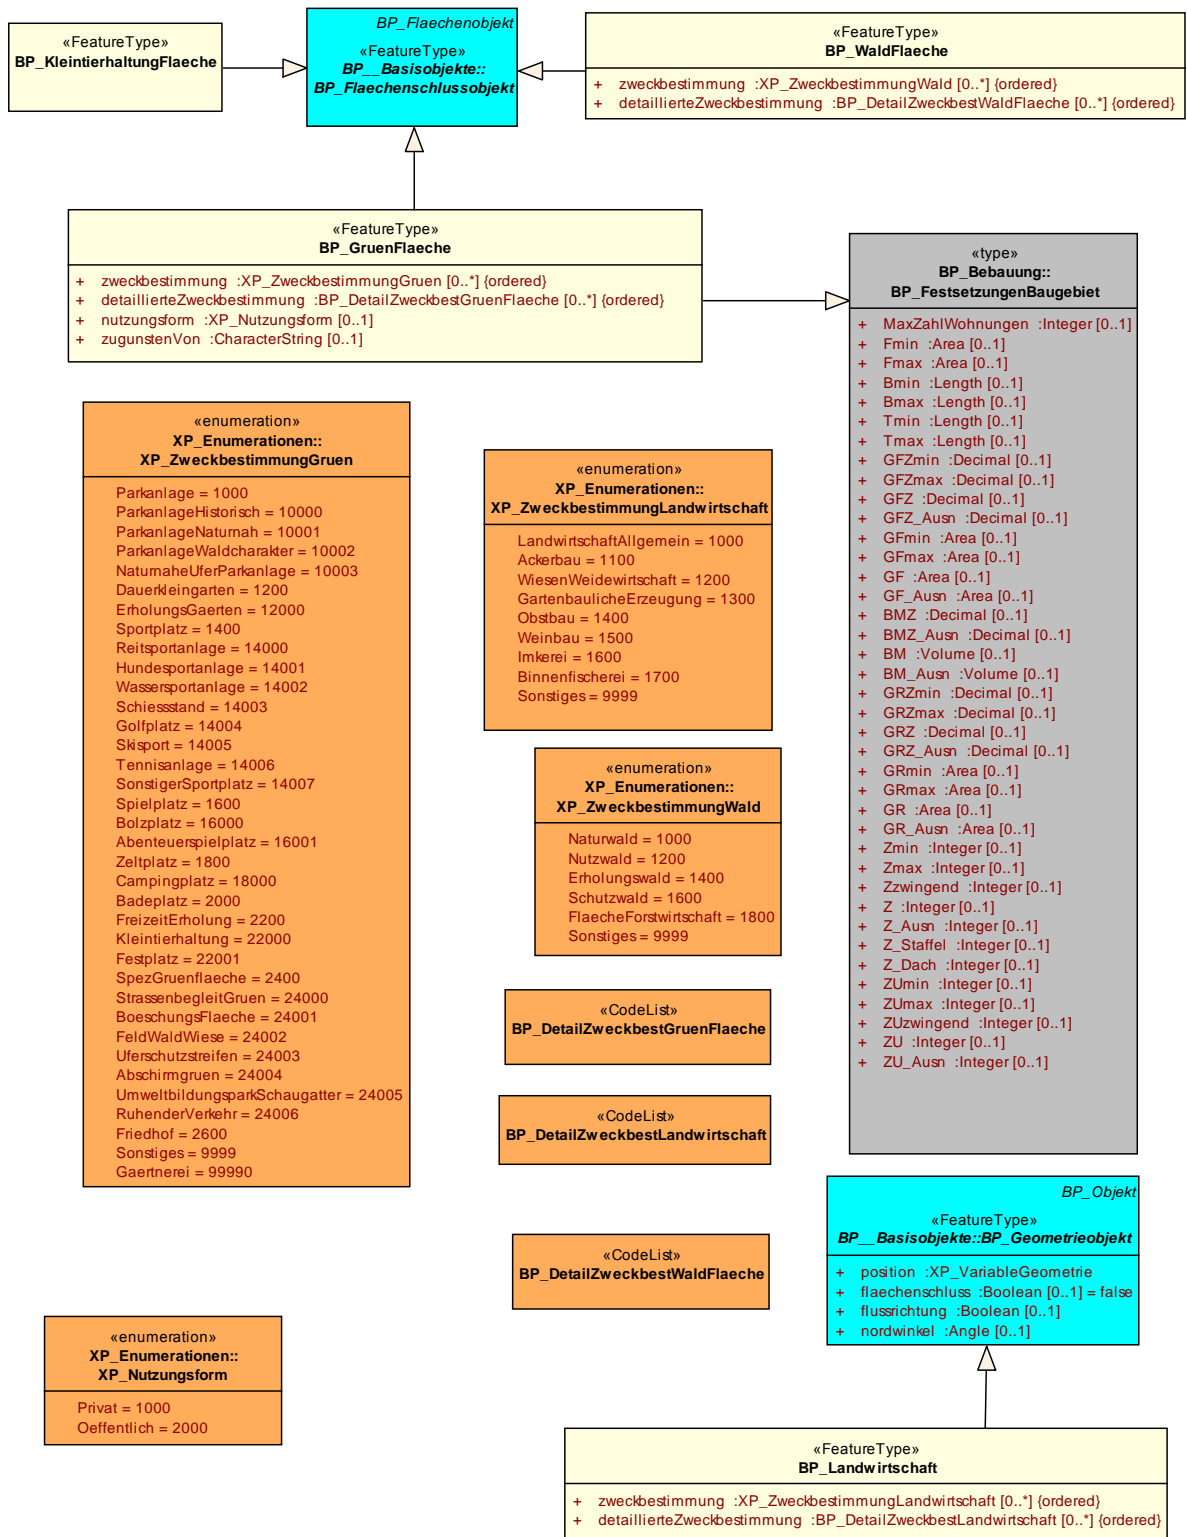 «FeatureType»
BP_KleintierhaltungFlaeche
BP_Flaechenobjekt
«FeatureType»
BP__Basisobjekte::
BP_Flaechenschlussobjekt
«FeatureType»
BP_WaldFlaeche
+ zweckbestimmung :XP_ZweckbestimmungWald [0..*] {ordered}
+ detaillierteZweckbestimmung :BP_DetailZweckbestWaldFlaeche [0..*] {ordered}
«FeatureType»
BP_GruenFlaeche
+ zweckbestimmung :XP_ZweckbestimmungGruen [0..*] {ordered}
+ detaillierteZweckbestimmung :BP_DetailZweckbestGruenFlaeche [0..*] {ordered}
+ nutzungsform :XP_Nutzungsform [0..1]
+ zugunstenVon :CharacterString [0..1]
«type»
BP_Bebauung::
BP_FestsetzungenBaugebiet
+ MaxZahlWohnungen :Integer [0..1]
+ Fmin :Area [0..1]
+ Fmax :Area [0..1]
+ Bmin :Length [0..1]
+ Bmax :Length [0..1]
+ Tmin :Length [0..1]
+ Tmax :Length [0..1]
+ GFZmin :Decimal [0..1]
+ GFZmax :Decimal [0..1]
+ GFZ :Decimal [0..1]
+ GFZ_Ausn :Decimal [0..1]
+ GFmin :Area [0..1]
+ GFmax :Area [0..1]
+ GF :Area [0..1]
+ GF_Ausn :Area [0..1]
+ BMZ :Decimal [0..1]
+ BMZ_Ausn :Decimal [0..1]
+ BM :Volume [0..1]
+ BM_Ausn :Volume [0..1]
+ GRZmin :Decimal [0..1]
+ GRZmax :Decimal [0..1]
+ GRZ :Decimal [0..1]
+ GRZ_Ausn :Decimal [0..1]
+ GRmin :Area [0..1]
+ GRmax :Area [0..1]
+ GR :Area [0..1]
+ GR_Ausn :Area [0..1]
+ Zmin :Integer [0..1]
+ Zmax :Integer [0..1]
+ Zzwingend :Integer [0..1]
+ Z :Integer [0..1]
+ Z_Ausn :Integer [0..1]
+ Z_Staffel :Integer [0..1]
+ Z_Dach :Integer [0..1]
+ ZUmin :Integer [0..1]
+ ZUmax :Integer [0..1]
+ ZUzwingend :Integer [0..1]
+ ZU :Integer [0..1]
+ ZU_Ausn :Integer [0..1]
«enumeration»
XP_Enumerationen::
XP_ZweckbestimmungGruen
Parkanlage = 1000
ParkanlageHistorisch = 10000
ParkanlageNaturnah = 10001
ParkanlageWaldcharakter = 10002
NaturnaheUferParkanlage = 10003
Dauerkleingarten = 1200
ErholungsGaerten = 12000
Sportplatz = 1400
Reitsportanlage = 14000
Hundesportanlage = 14001
Wassersportanlage = 14002
Schiessstand = 14003
Golfplatz = 14004
Skisport = 14005
Tennisanlage = 14006
SonstigerSportplatz = 14007
Spielplatz = 1600
Bolzplatz = 16000
Abenteuerspielplatz = 16001
Zeltplatz = 1800
Campingplatz = 18000
Badeplatz = 2000
FreizeitErholung = 2200
Kleintierhaltung = 22000
Festplatz = 22001
SpezGruenflaeche = 2400
StrassenbegleitGruen = 24000
BoeschungsFlaeche = 24001
FeldWaldWiese = 24002
Uferschutzstreifen = 24003
Abschirmgruen = 24004
UmweltbildungsparkSchaugatter = 24005
RuhenderVerkehr = 24006
Friedhof = 2600
Sonstiges = 9999
Gaertnerei = 99990
«enumeration»
XP_Enumerationen::
XP_ZweckbestimmungLandwirtschaft
LandwirtschaftAllgemein = 1000
Ackerbau = 1100
WiesenWeidewirtschaft = 1200
GartenbaulicheErzeugung = 1300
Obstbau = 1400
Weinbau = 1500
Imkerei = 1600
Binnenfischerei = 1700
Sonstiges = 9999
«enumeration»
XP_Enumerationen::
XP_ZweckbestimmungWald
Naturwald = 1000
Nutzwald = 1200
Erholungswald = 1400
Schutzwald = 1600
FlaecheForstwirtschaft = 1800
Sonstiges = 9999
«CodeList»
BP_DetailZweckbestGruenFlaeche
«CodeList»
BP_DetailZweckbestLandwirtschaft
«CodeList»
BP_DetailZweckbestWaldFlaeche
BP_Objekt
«FeatureType»
BP__Basisobjekte::BP_Geometrieobjekt
+ position :XP_VariableGeometrie
+ flaechenschluss :Boolean [0..1] = false
+ flussrichtung :Boolean [0..1]
+ nordwinkel :Angle [0..1]
«enumeration»
XP_Enumerationen::
XP_Nutzungsform
Privat = 1000
Oeffentlich = 2000
«FeatureType»
BP_Landwirtschaft
+ zweckbestimmung :XP_ZweckbestimmungLandwirtschaft [0..*] {ordered}
+ detaillierteZweckbestimmung :BP_DetailZweckbestLandwirtschaft [0..*] {ordered}